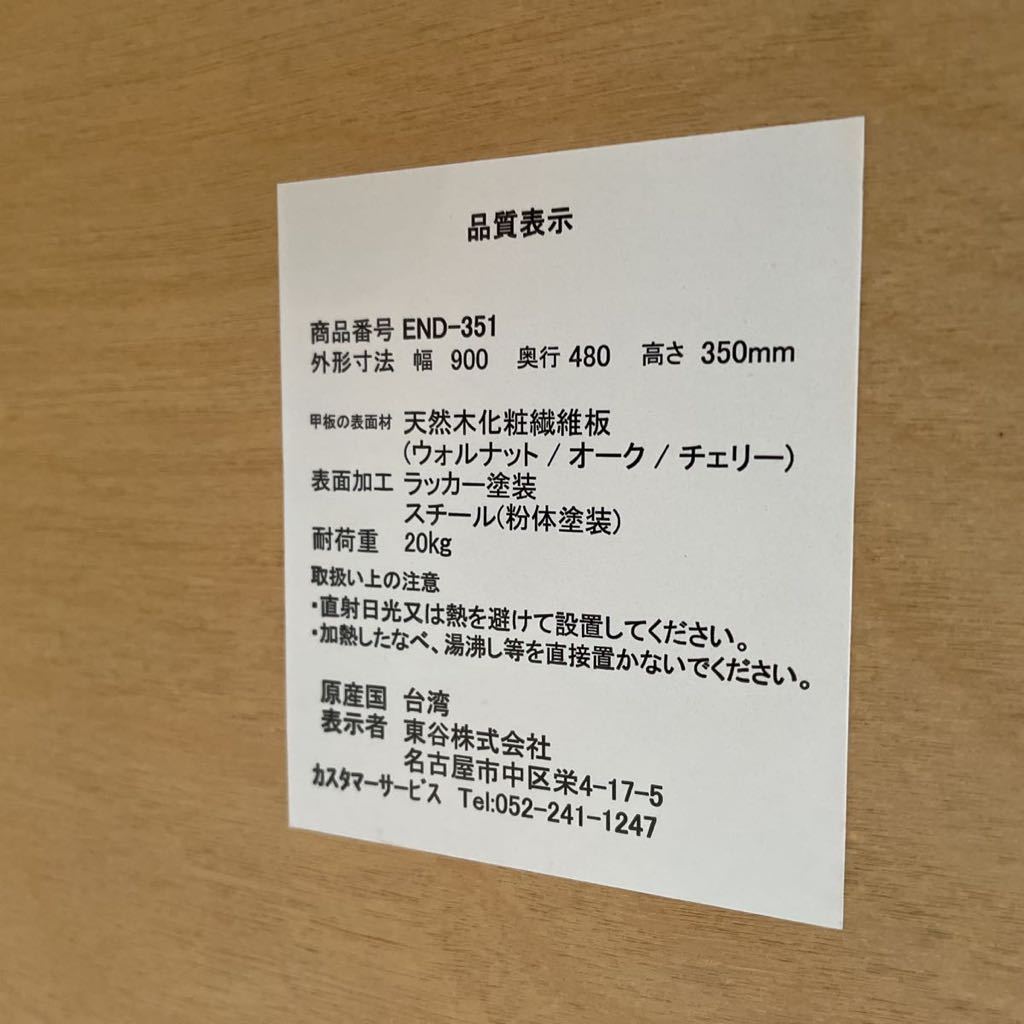 品質表示
商品番号 END-351
外形寸法 幅 900 奥行 480 高さ 350mm
甲板の表面材 天然木化粧繊維板
(ウォルナット / オーク / チェリー)
表面加工 ラッカー塗装
スチール(粉体塗装)
耐荷重 20kg
取扱い上の注意
・直射日光又は熱を避けて設置してください。
・加熱したなべ、湯沸し等を直接置かないでください。
原産国 台湾
表示者 東谷株式会社
名古屋市中区栄4-17-5
カスタマーサービス Tel:052-241-1247